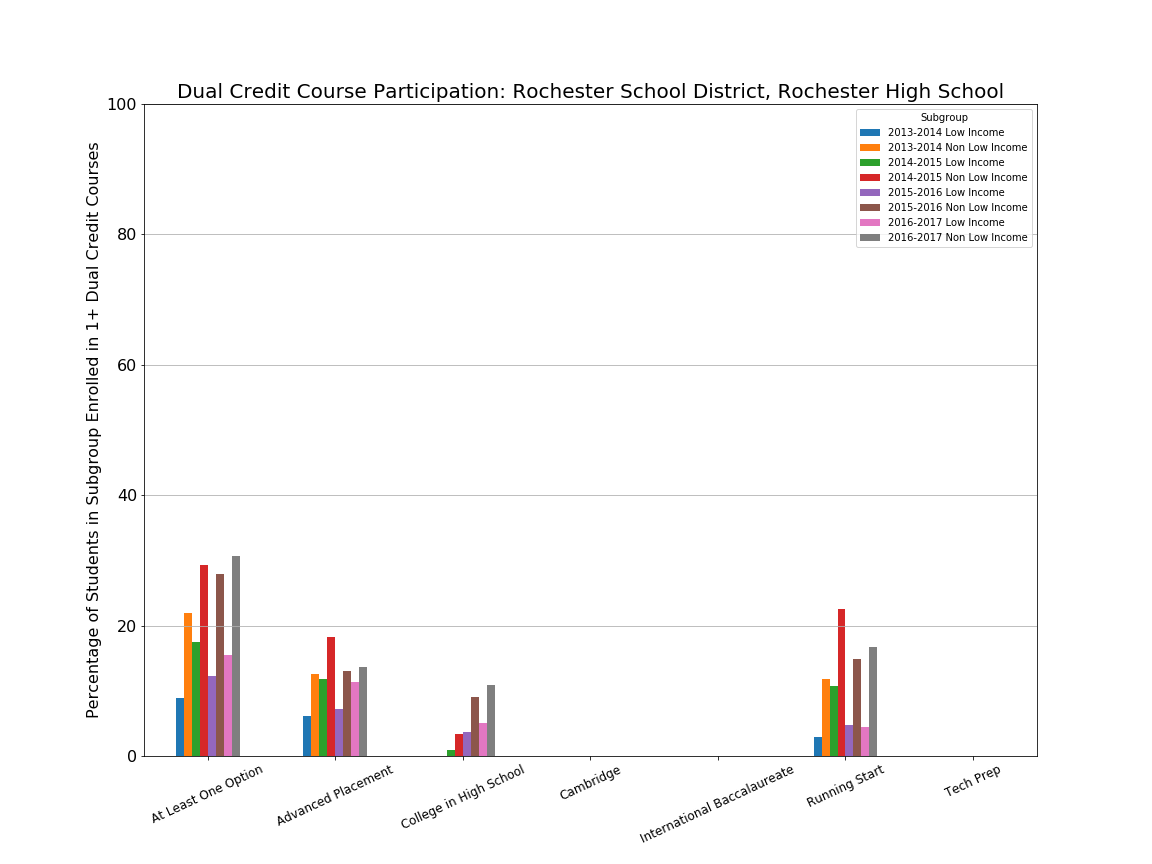 Dual Credit Course Participation: Rochester School District, Rochester High School
Percentage of Students in Subgroup Enrolled in 1+ Dual Credit Courses
100
80
60
40
20
0
Subgroup
2013-2014 Low Income
2013-2014 Non Low Income
2014-2015 Low Income
2014-2015 Non Low Income
2015-2016 Low Income
2015-2016 Non Low Income
2016-2017 Low Income
2016-2017 Non Low Income
At Least One Option
Advanced Placement
College in High School
Cambridge
International Baccalaureate
Running Start
Tech Prep